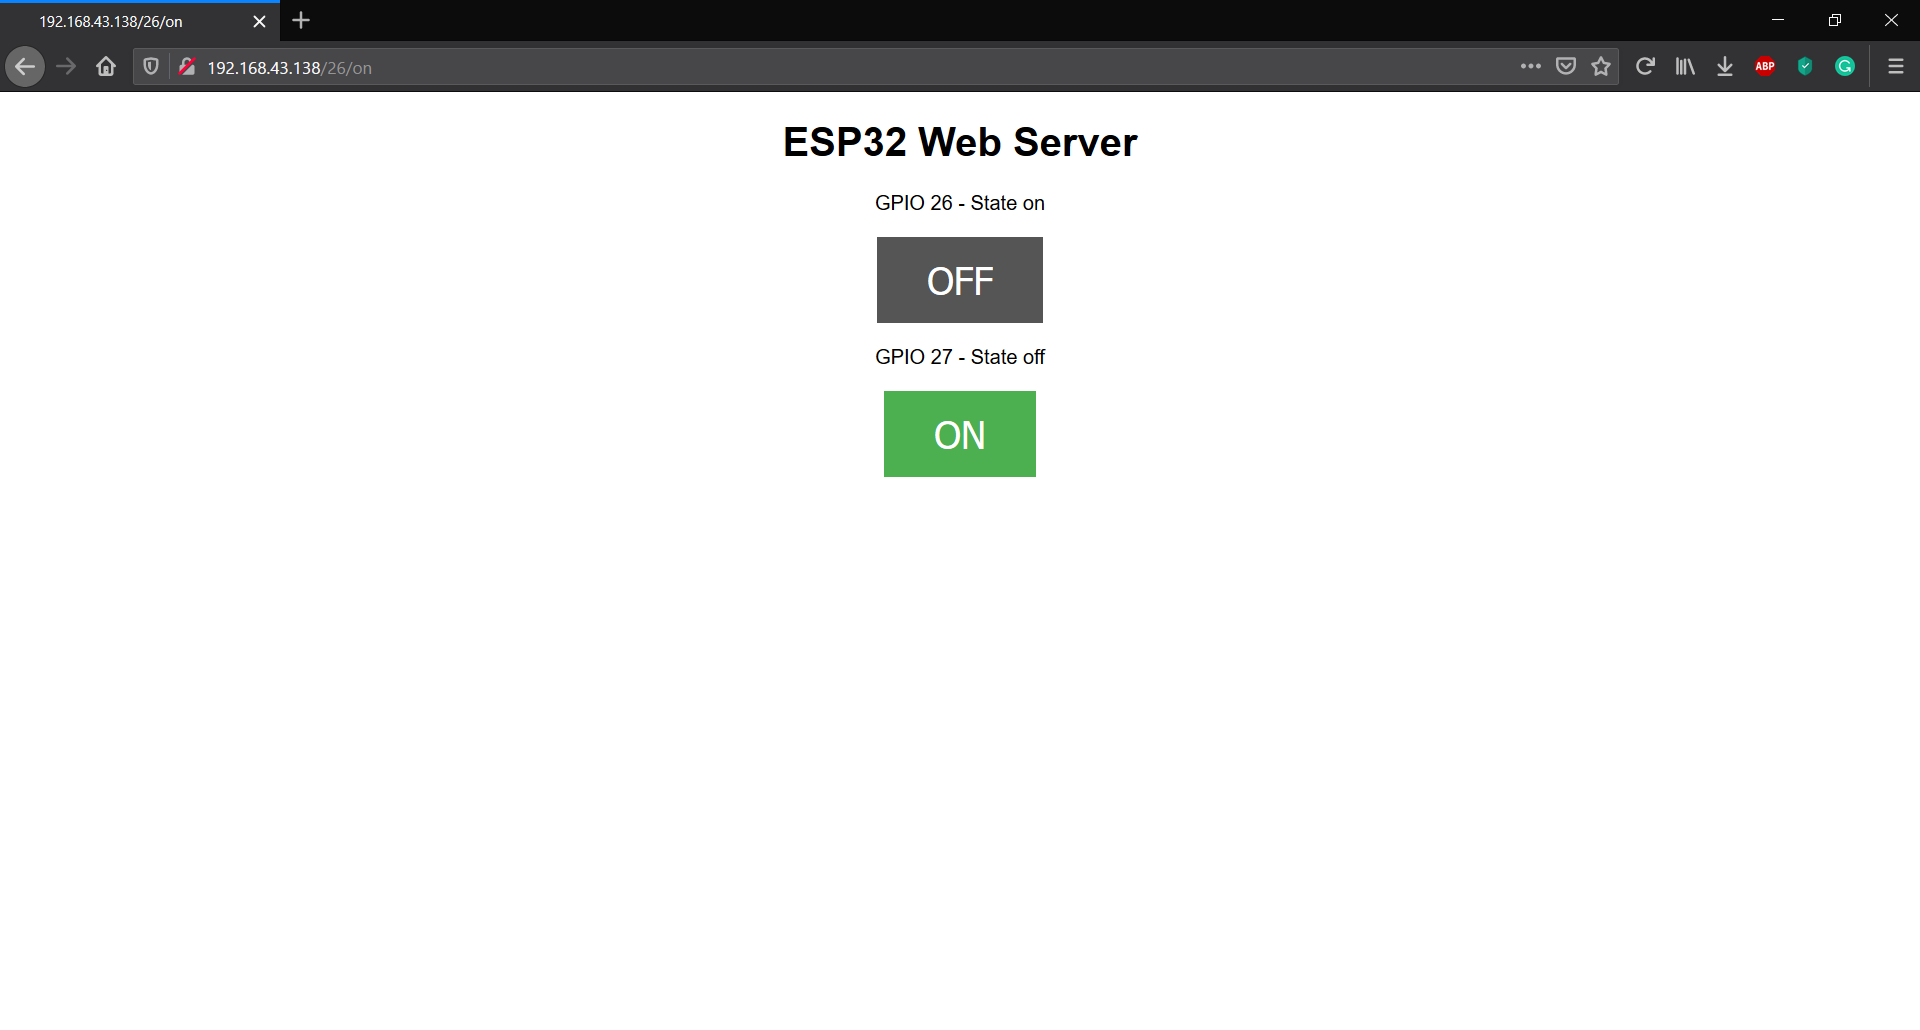 192.168.43.138/26/on
192.168.43.138/26/on
ABP
ESP32 Web Server
GPIO 26 - State on
OFF
GPIO 27 - State off
ON